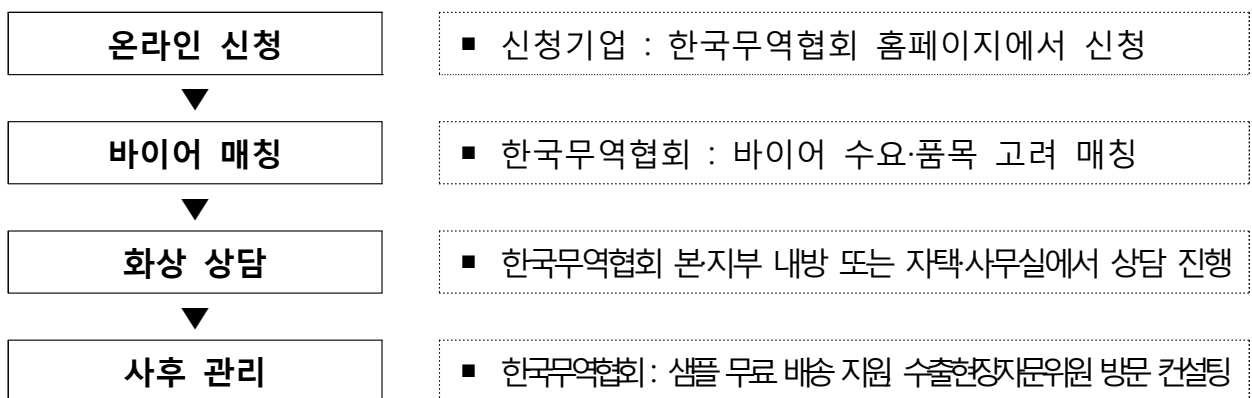 온라인 신청
■ 신청기업 : 한국무역협회 홈페이지에서 신청
▼
바이어 매칭
■ 한국무역협회 : 바이어 수요·품목 고려 매칭
▼
화상 상담
■ 한국무역협회 본·지부 내방 또는 자택·사무실에서 상담 진행
▼
사후 관리
■ 한국무역협회 : 샘플 무료 배송 지원, 수출현장자문위원 방문 컨설팅